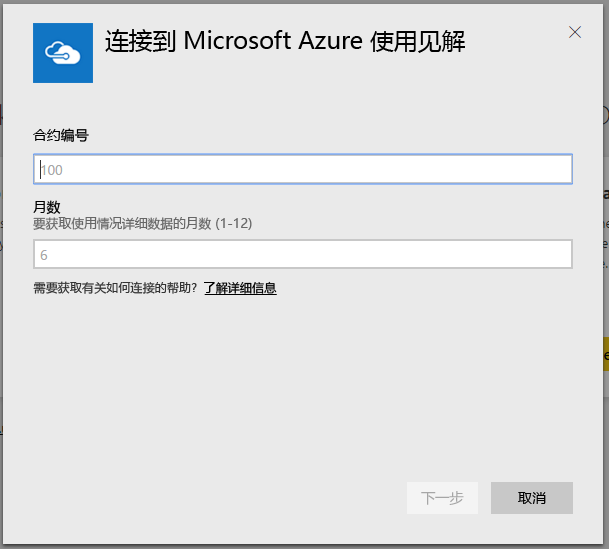 连接到 Microsoft Azure 使用见解
合约编号
100
月数
要获取使用情况详细数据的月数 (1-12)
6
需要获取有关如何连接的帮助? 了解详细信息
下一步
取消